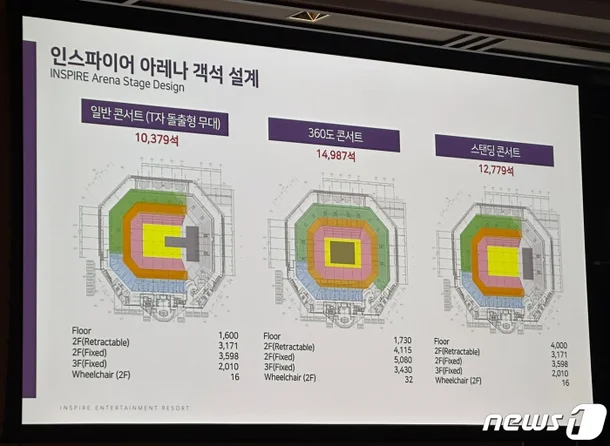 인스파이어 아레나 객석 설계
INSPIRE Arena Stage Design
일반 콘서트 (T자 돌출형 무대)
10,379석
Floor 1,600
2F(Retractable) 3,171
2F(Fixed) 3,598
3F(Fixed) 2,010
Wheelchair (2F) 16
360도 콘서트
14,987석
Floor 1,730
2F(Retractable) 4,115
2F(Fixed) 5,080
3F(Fixed) 3,430
Wheelchair (2F) 32
스탠딩 콘서트
12,779석
Floor 4,000
2F(Retractable) 3,171
2F(Fixed) 3,598
3F(Fixed) 2,010
Wheelchair (2F) 16
INSPIRE ENTERTAINMENT RESORT
news1